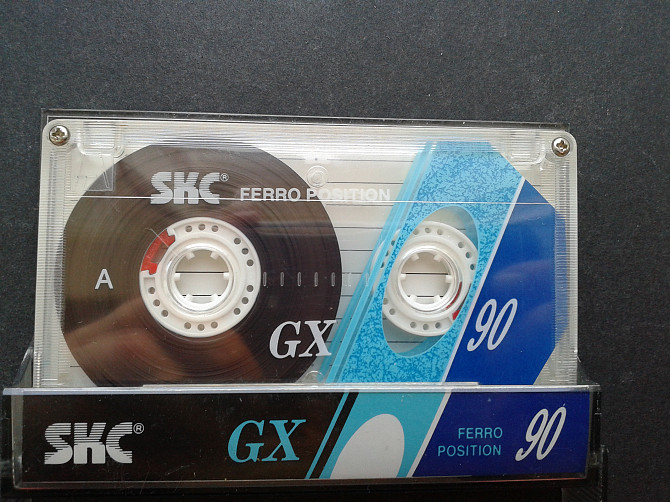 SKC®
FERRO POSITION
A
GX
90
SKC®
GX
FERRO
POSITION
90